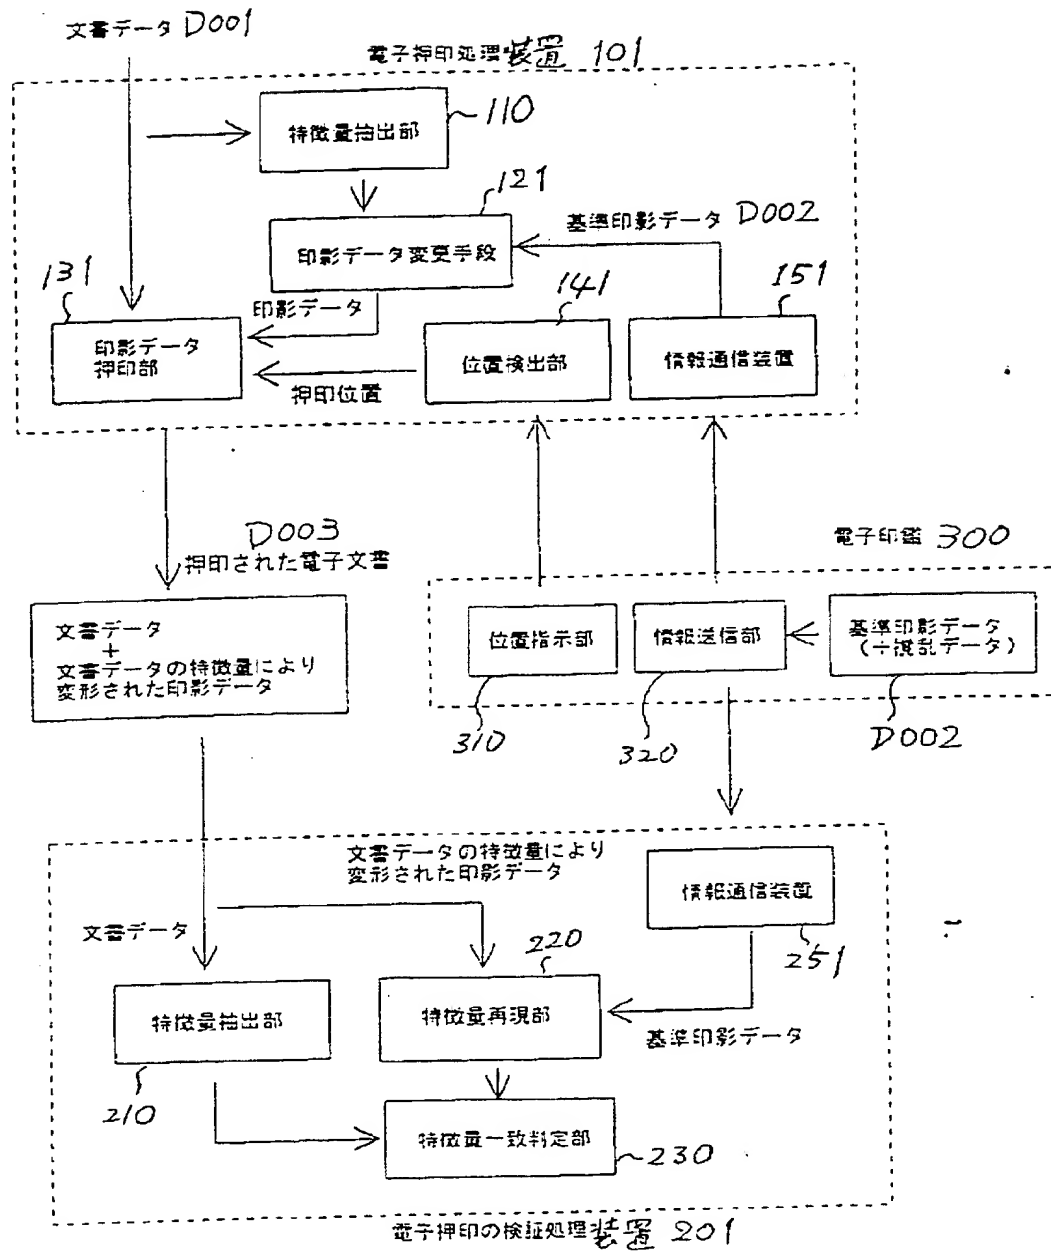 文書データ D001
電子押印処理装置 101
特徴量抽出部
110
121
基準印影データ D002
印影データ変更手段
131
141
151
印影データ
印影データ
押印部
位置検出部
情報通信装置
押印位置
D003
押印された電子文書
電子印鑑 300
文書データ
+
文書データの特徴量により
変形された印影データ
位置指示部
情報送信部
基準印影データ
(+撹乱データ)
310
320
D002
文書データの特徴量により
変形された印影データ
情報通信装置
文書データ
220
251
特徴量抽出部
特徴量再現部
基準印影データ
210
特徴量一致判定部
230
電子押印の検証処理装置 201